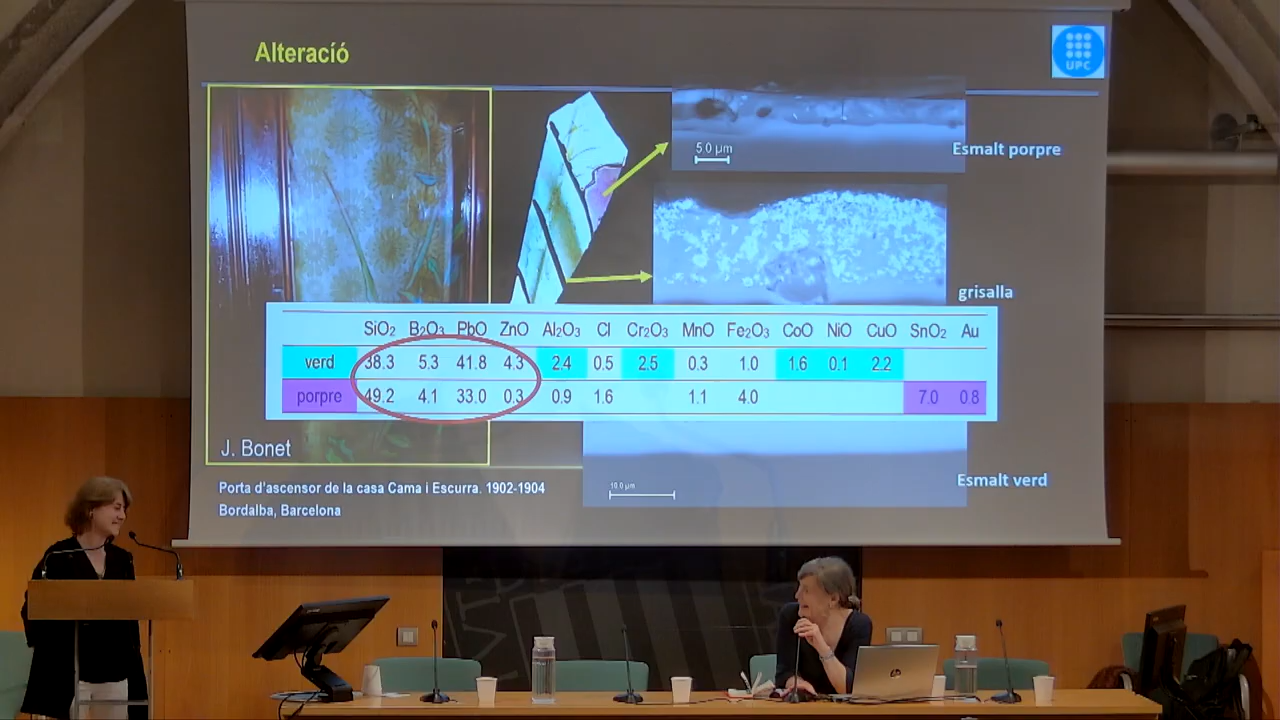 Alteració
UPC
5.0 µm
Esmalt porpre
grisalla
SiO₂ B₂O₃ PbO ZnO Al₂O₃ Cl Cr₂O₃ MnO Fe₂O₃ CoO NiO CuO SnO₂ Au
verd 38.3 5.3 41.8 4.3 2.4 0.5 2.5 0.3 1.0 1.6 0.1 2.2
porpre 49.2 4.1 33.0 0.3 0.9 1.6 1.1 4.0 7.0 0.8
J. Bonet
Porta d'ascensor de la casa Cama i Escurra. 1902-1904
Bordalba, Barcelona
10.0 µm
Esmalt verd